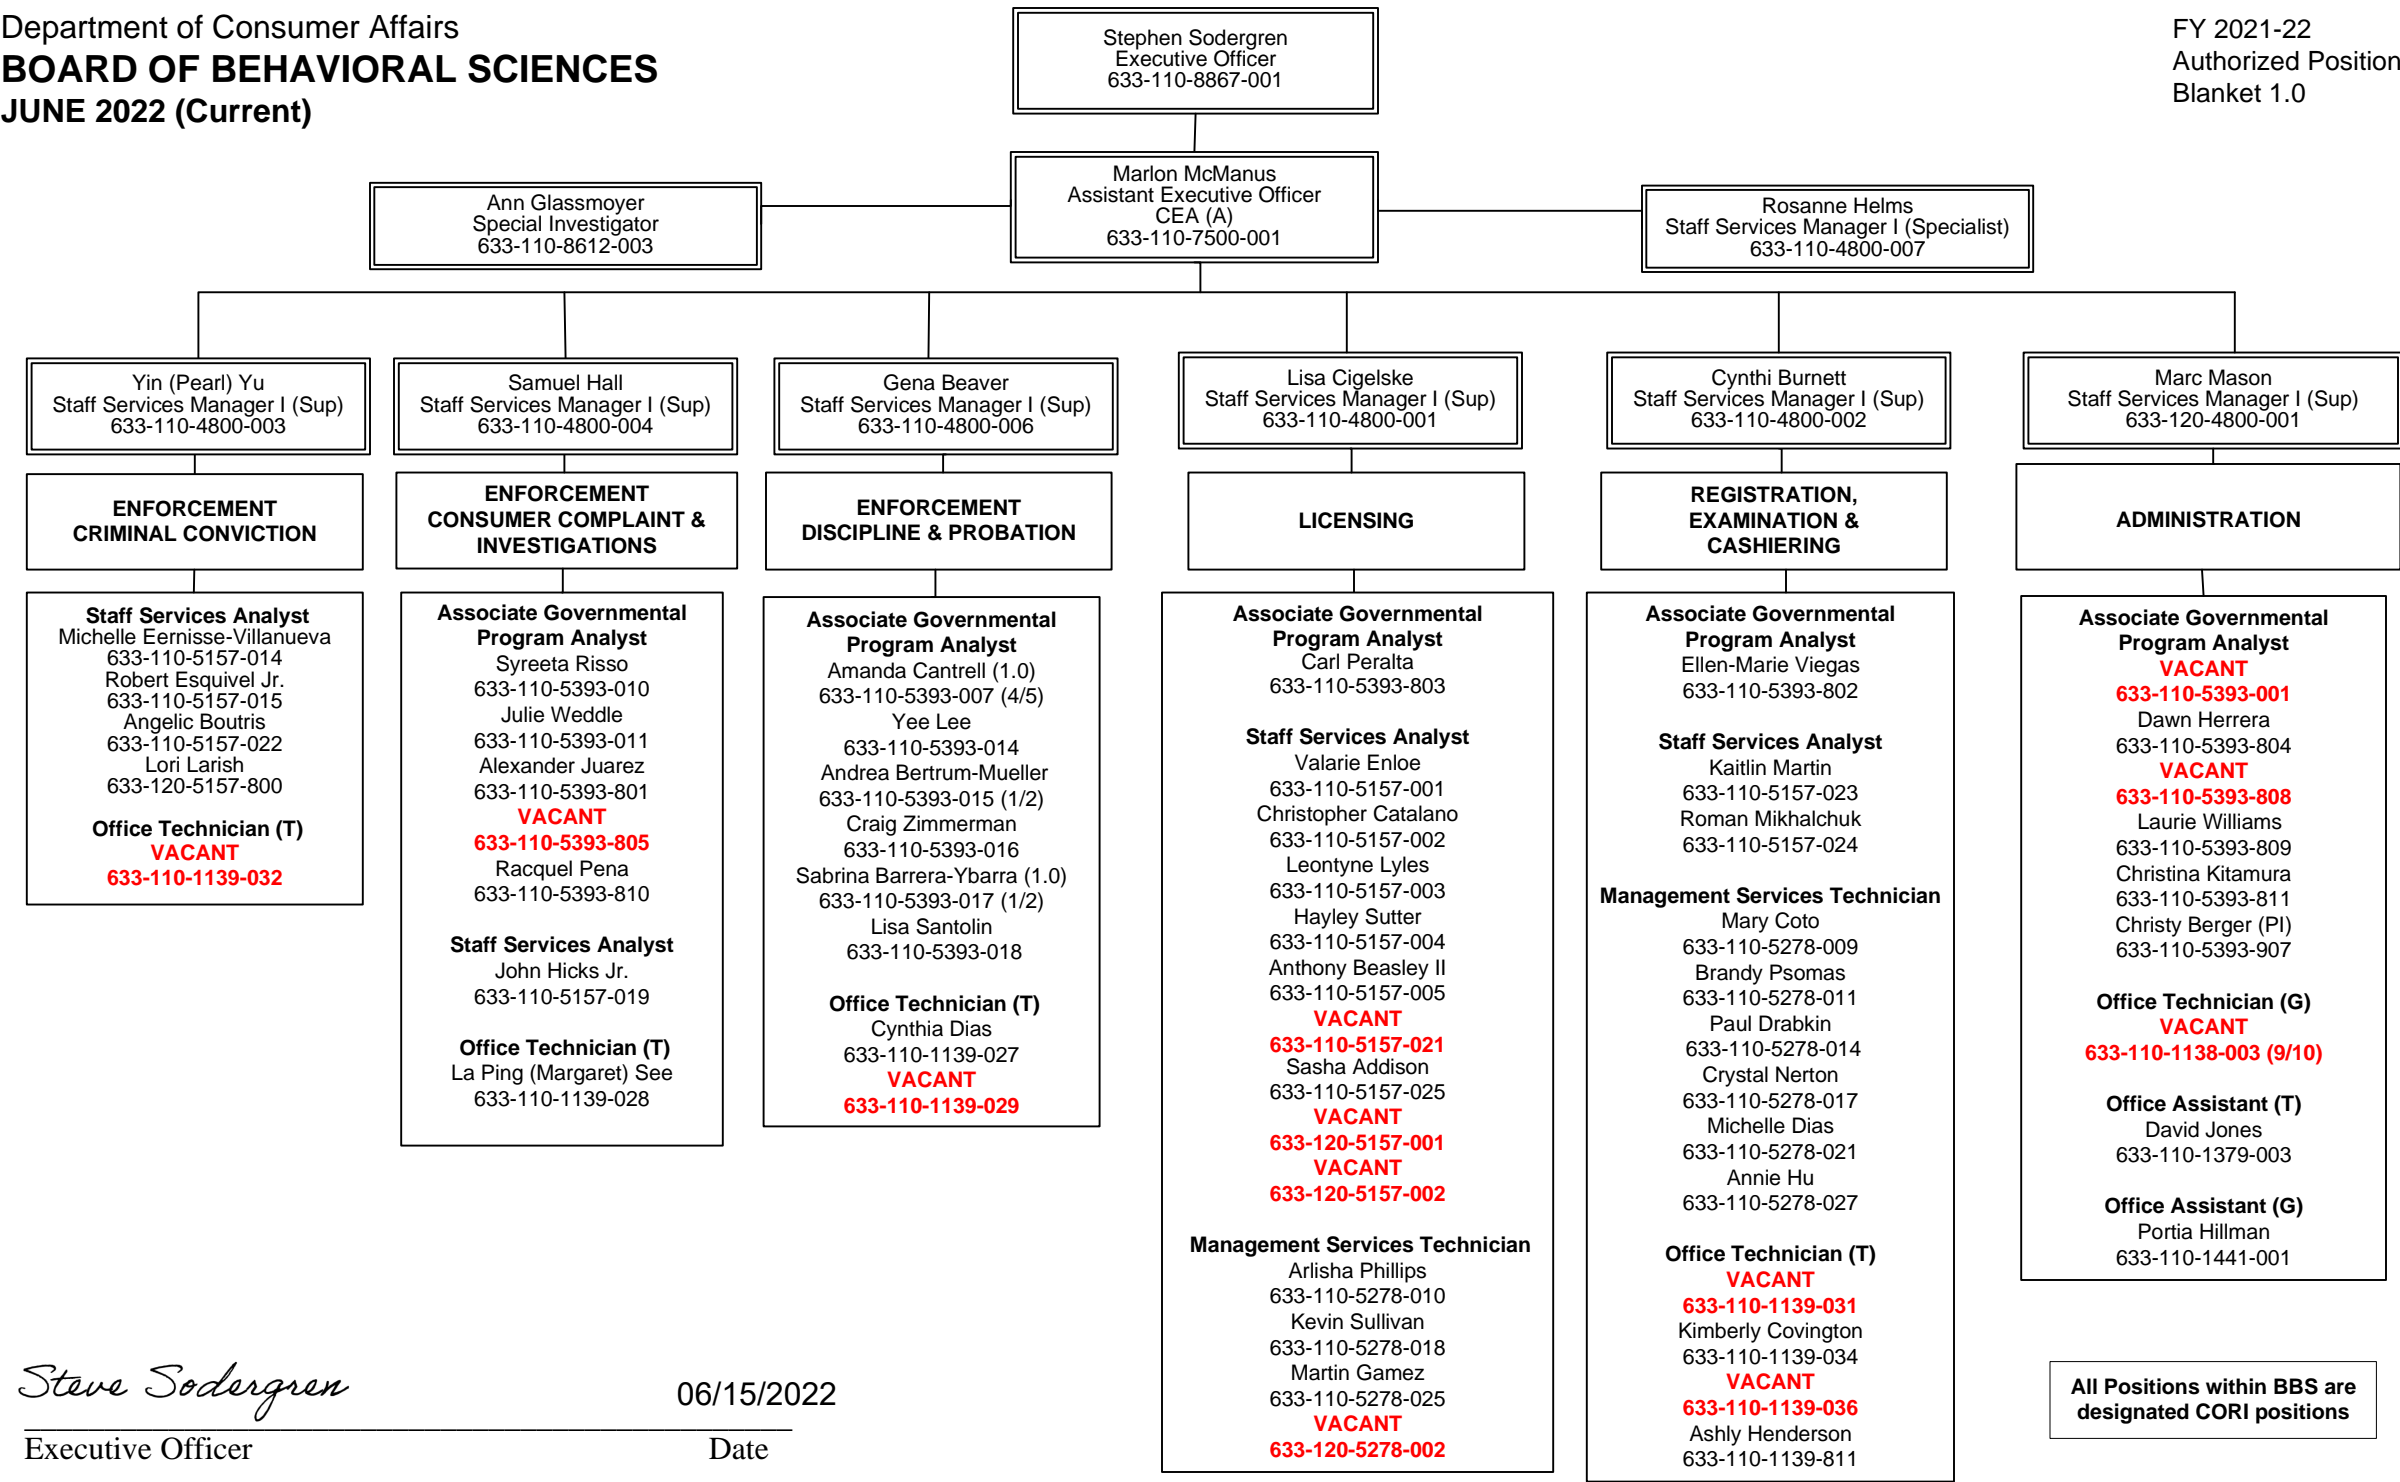 Department of Consumer Affairs
BOARD OF BEHAVIORAL SCIENCES
JUNE 2022 (Current)
FY 2021-22
Authorized Position
Blanket 1.0
Stephen Sodergren
Executive Officer
633-110-8867-001
Marlon McManus
Assistant Executive Officer
CEA (A)
633-110-7500-001
Ann Glassmoyer
Special Investigator
633-110-8612-003
Rosanne Helms
Staff Services Manager I (Specialist)
633-110-4800-007
Yin (Pearl) Yu
Staff Services Manager I (Sup)
633-110-4800-003
ENFORCEMENT
CRIMINAL CONVICTION
Staff Services Analyst
Michelle Eernisse-Villanueva
633-110-5157-014
Robert Esquivel Jr.
633-110-5157-015
Angelic Boutris
633-110-5157-022
Lori Larish
633-120-5157-800
Office Technician (T)
VACANT
633-110-1139-032
Samuel Hall
Staff Services Manager I (Sup)
633-110-4800-004
ENFORCEMENT
CONSUMER COMPLAINT &
INVESTIGATIONS
Associate Governmental
Program Analyst
Syreeta Risso
633-110-5393-010
Julie Weddle
633-110-5393-011
Alexander Juarez
633-110-5393-801
VACANT
633-110-5393-805
Racquel Pena
633-110-5393-810
Staff Services Analyst
John Hicks Jr.
633-110-5157-019
Office Technician (T)
La Ping (Margaret) See
633-110-1139-028
Gena Beaver
Staff Services Manager I (Sup)
633-110-4800-006
ENFORCEMENT
DISCIPLINE & PROBATION
Associate Governmental
Program Analyst
Amanda Cantrell (1.0)
633-110-5393-007 (4/5)
Yee Lee
633-110-5393-014
Andrea Bertrum-Mueller
633-110-5393-015 (1/2)
Craig Zimmerman
633-110-5393-016
Sabrina Barrera-Ybarra (1.0)
633-110-5393-017 (1/2)
Lisa Santolin
633-110-5393-018
Office Technician (T)
Cynthia Dias
633-110-1139-027
VACANT
633-110-1139-029
Lisa Cigelske
Staff Services Manager I (Sup)
633-110-4800-001
LICENSING
Associate Governmental
Program Analyst
Carl Peralta
633-110-5393-803
Staff Services Analyst
Valarie Enloe
633-110-5157-001
Christopher Catalano
633-110-5157-002
Leontyne Lyles
633-110-5157-003
Hayley Sutter
633-110-5157-004
Anthony Beasley II
633-110-5157-005
VACANT
633-110-5157-021
Sasha Addison
633-110-5157-025
VACANT
633-120-5157-001
VACANT
633-120-5157-002
Management Services Technician
Arlisha Phillips
633-110-5278-010
Kevin Sullivan
633-110-5278-018
Martin Gamez
633-110-5278-025
VACANT
633-120-5278-002
Cynthi Burnett
Staff Services Manager I (Sup)
633-110-4800-002
REGISTRATION,
EXAMINATION &
CASHIERING
Associate Governmental
Program Analyst
Ellen-Marie Viegas
633-110-5393-802
Staff Services Analyst
Kaitlin Martin
633-110-5157-023
Roman Mikhalchuk
633-110-5157-024
Management Services Technician
Mary Coto
633-110-5278-009
Brandy Psomas
633-110-5278-011
Paul Drabkin
633-110-5278-014
Crystal Nerton
633-110-5278-017
Michelle Dias
633-110-5278-021
Annie Hu
633-110-5278-027
Office Technician (T)
VACANT
633-110-1139-031
Kimberly Covington
633-110-1139-034
VACANT
633-110-1139-036
Ashly Henderson
633-110-1139-811
Marc Mason
Staff Services Manager I (Sup)
633-120-4800-001
ADMINISTRATION
Associate Governmental
Program Analyst
VACANT
633-110-5393-001
Dawn Herrera
633-110-5393-804
VACANT
633-110-5393-808
Laurie Williams
633-110-5393-809
Christina Kitamura
633-110-5393-811
Christy Berger (PI)
633-110-5393-907
Office Technician (G)
VACANT
633-110-1138-003 (9/10)
Office Assistant (T)
David Jones
633-110-1379-003
Office Assistant (G)
Portia Hillman
633-110-1441-001
All Positions within BBS are
designated CORI positions
Steve Sodergren 06/15/2022
Executive Officer Date